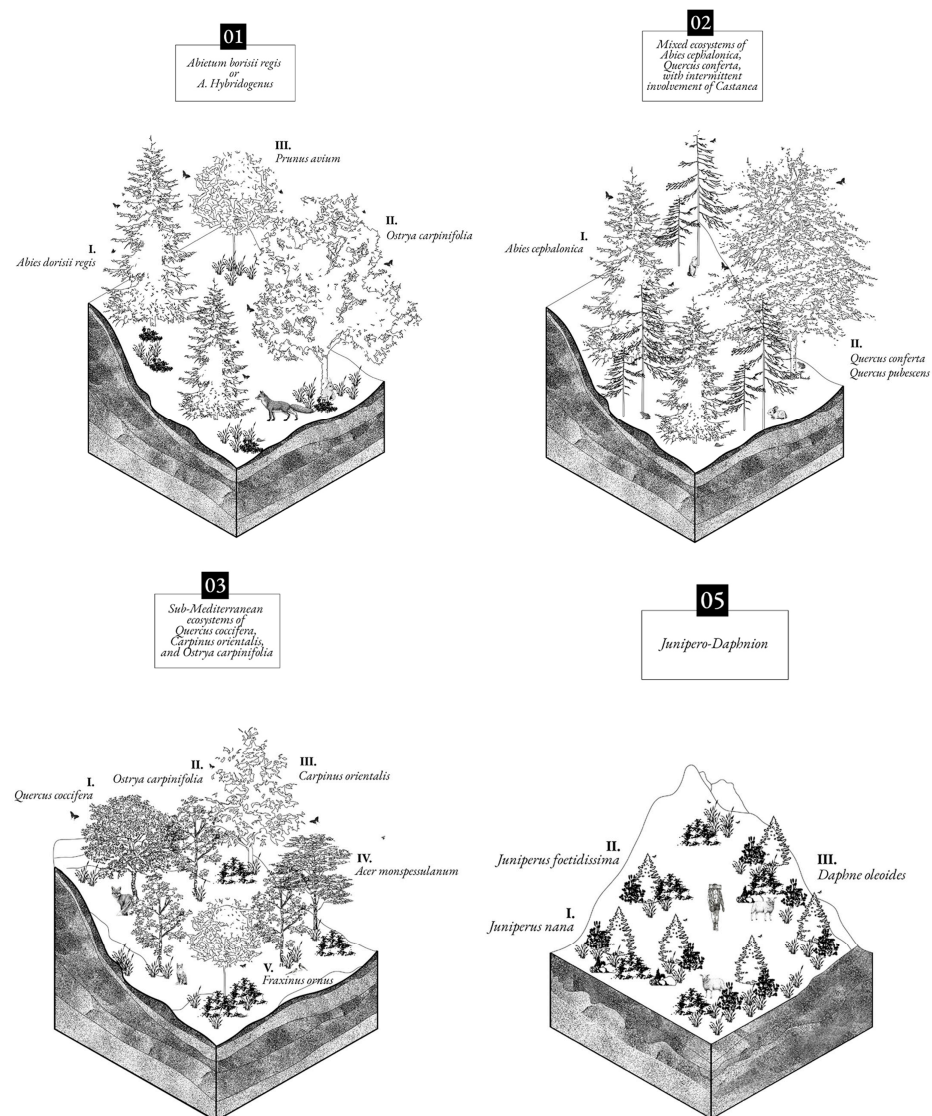 01
Abietum borisii regis
or
A. Hybridogenus
III.
Prunus avium
II.
Ostrya carpinifolia
I.
Abies dorisii regis
02
Mixed ecosystems of
Abies cephalonica,
Quercus conferta,
with intermittent
involvement of Castanea
I.
Abies cephalonica
II.
Quercus conferta
Quercus pubescens
03
Sub-Mediterranean
ecosystems of
Quercus coccifera,
Carpinus orientalis,
and Ostrya carpinifolia
I.
Quercus coccifera
II.
Ostrya carpinifolia
III.
Carpinus orientalis
IV.
Acer monspessulanum
V.
Fraxinus ornus
05
Junipero-Daphnion
II.
Juniperus foetidissima
I.
Juniperus nana
III.
Daphne oleoides